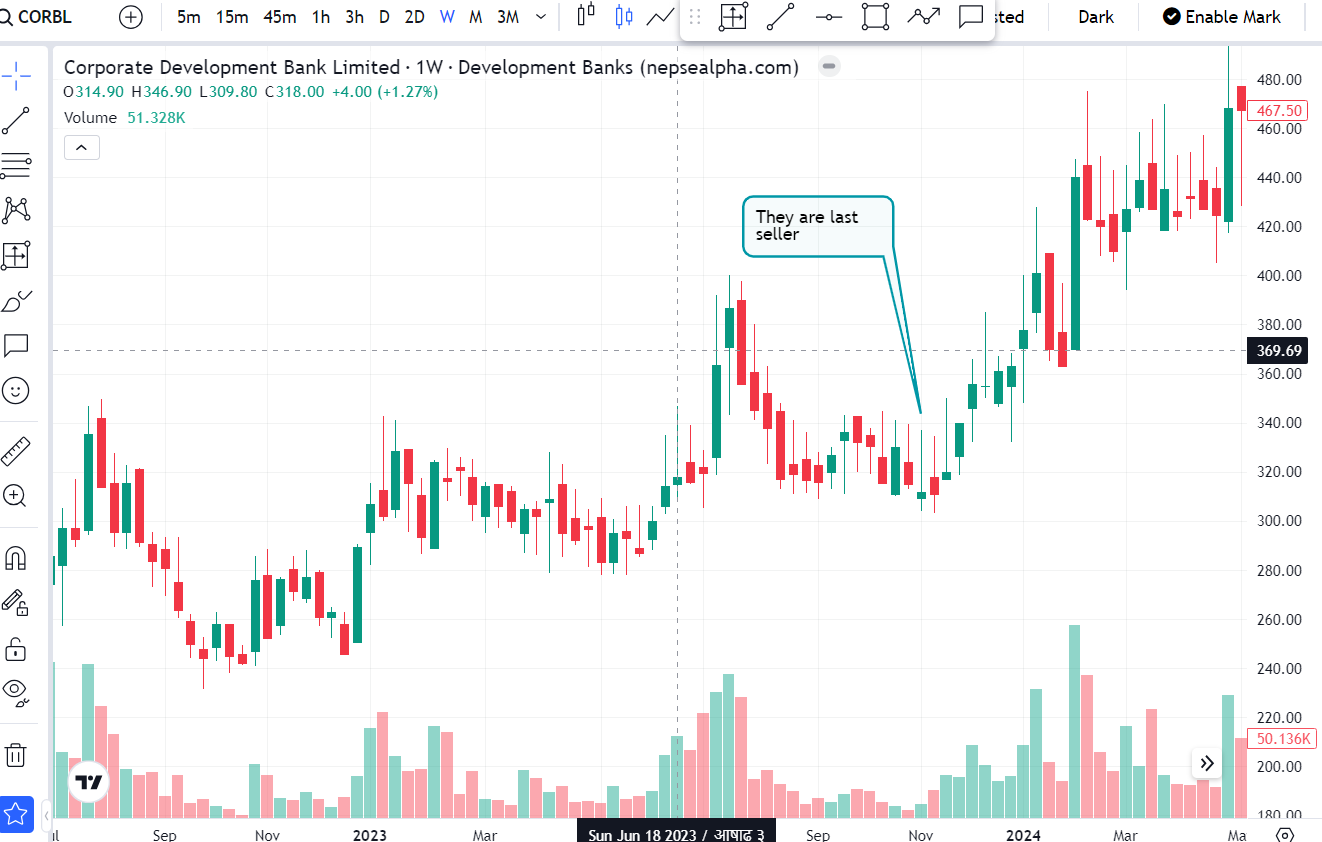 CORBL 5m 15m 45m 1h 3h D 2D W M 3M sted Dark Enable Mark
Corporate Development Bank Limited · 1W · Development Banks (nepsealpha.com)
O314.90 H346.90 L309.80 C318.00 +4.00 (+1.27%)
Volume 51.328K
They are last
seller
480.00
467.50
460.00
440.00
420.00
400.00
380.00
369.69
360.00
340.00
320.00
300.00
280.00
260.00
240.00
220.00
50.136K
200.00
180.00
Sep Nov 2023 Mar Sun Jun 18 2023 / आषाढ ३ Sep Nov 2024 Mar Ma